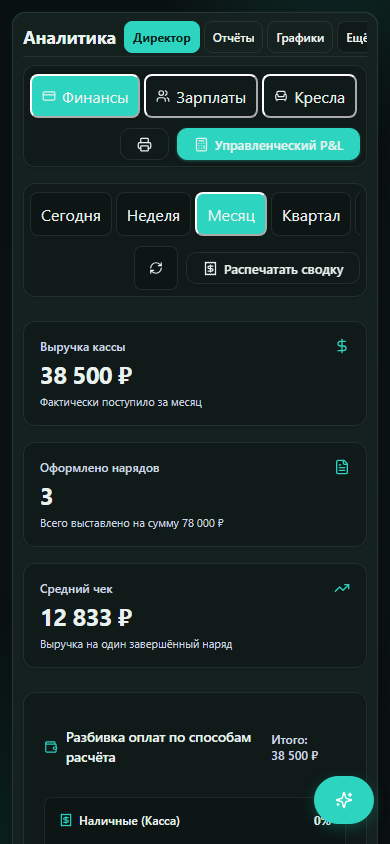 Аналитика Директор Отчёты Графики Ещё
Финансы Зарплаты Кресла
Управленческий P&L
Сегодня Неделя Месяц Квартал
Распечатать сводку
Выручка кассы
38 500 ₽
Фактически поступило за месяц
Оформлено нарядов
3
Всего выставлено на сумму 78 000 ₽
Средний чек
12 833 ₽
Выручка на один завершённый наряд
Разбивка оплат по способам расчёта
Итого:
38 500 ₽
Наличные (Касса) 0%